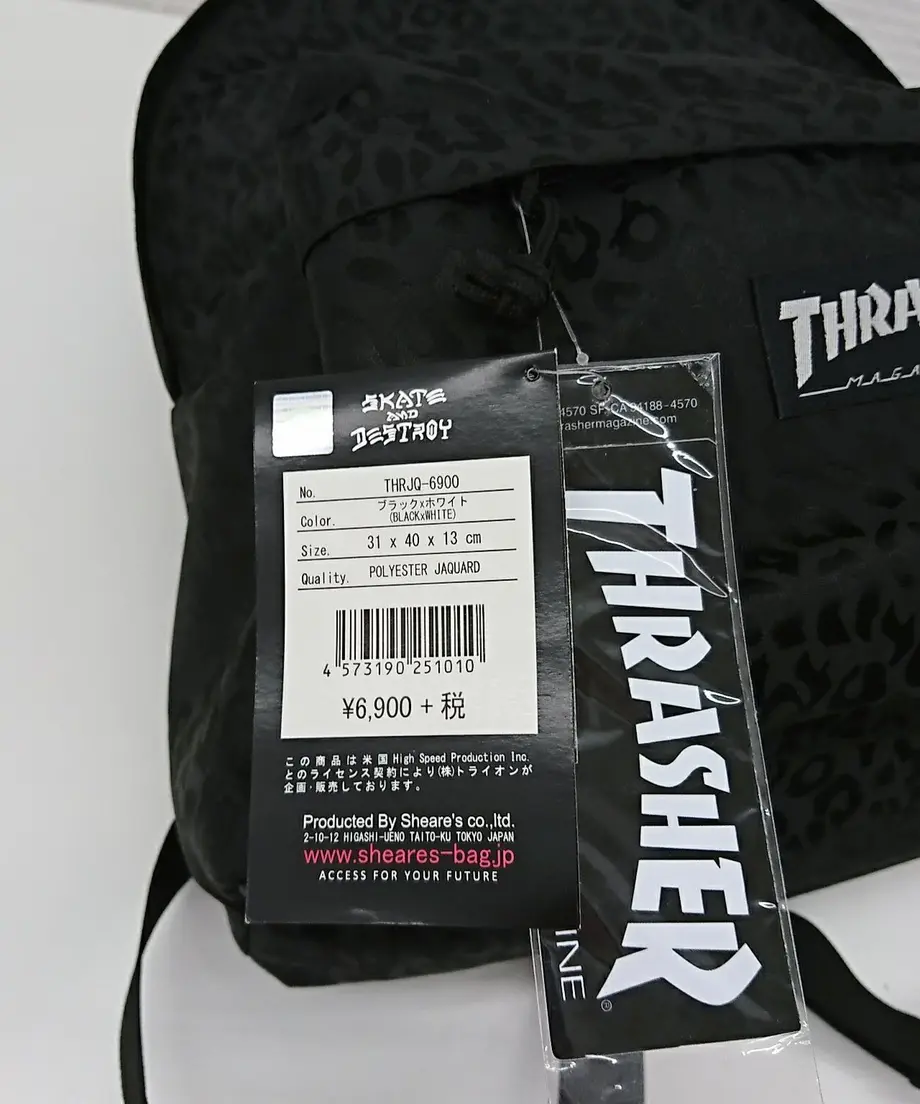 SKATE
AND
DESTROY
No. THRJQ-6900
Color. ブラックxホワイト
(BLACKxWHITE)
Size. 31 x 40 x 13 cm
Quality. POLYESTER JAQUARD
4 573190 251010
¥6,900 + 税
この商品は米国High Speed Production Inc.
とのライセンス契約により(株)トライオンが
企画・販売しております。
Producted By Sheare's co.,ltd.
2-10-12 HIGASHI-UENO TAITO-KU TOKYO JAPAN
www.sheares-bag.jp
ACCESS FOR YOUR FUTURE
4570 SF, CA 94188-4570
rashermagazine.com
THRASHER
INE
®
THRA
MAGA